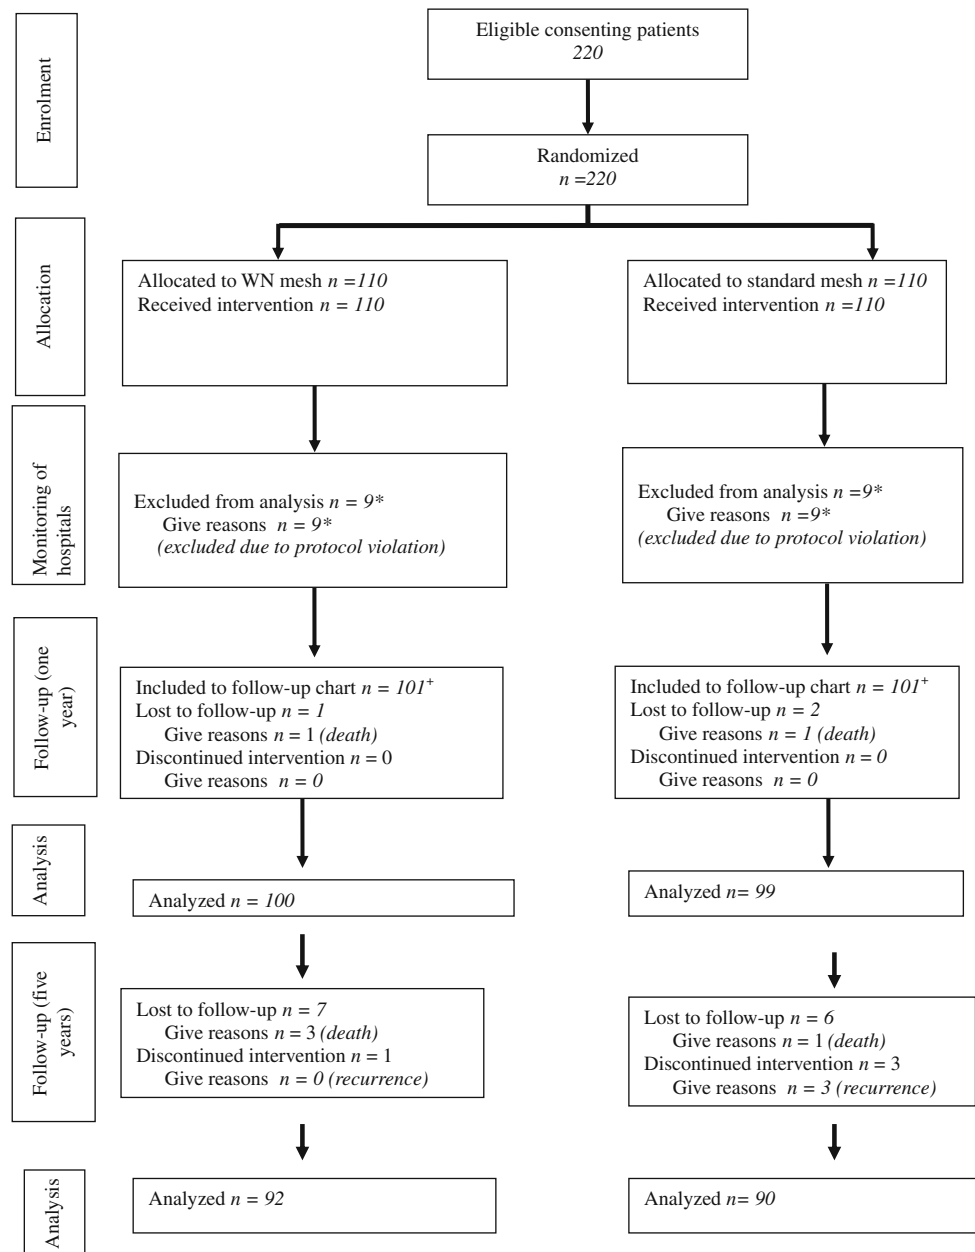 Enrolment
Eligible consenting patients
220
Randomized
n =220
Allocation
Allocated to WN mesh n =110
Received intervention n = 110
Allocated to standard mesh n =110
Received intervention n =110
Monitoring of
hospitals
Excluded from analysis n = 9*
Give reasons n = 9*
(excluded due to protocol violation)
Excluded from analysis n =9*
Give reasons n =9*
(excluded due to protocol violation)
Follow-up (one
year)
Included to follow-up chart n = 101+
Lost to follow-up n = 1
Give reasons n = 1 (death)
Discontinued intervention n = 0
Give reasons n = 0
Included to follow-up chart n = 101+
Lost to follow-up n = 2
Give reasons n = 1 (death)
Discontinued intervention n = 0
Give reasons n = 0
Analysis
Analyzed n = 100
Analyzed n= 99
Follow-up (five
years)
Lost to follow-up n = 7
Give reasons n = 3 (death)
Discontinued intervention n = 1
Give reasons n = 0 (recurrence)
Lost to follow-up n = 6
Give reasons n = 1 (death)
Discontinued intervention n = 3
Give reasons n = 3 (recurrence)
Analysis
Analyzed n = 92
Analyzed n= 90